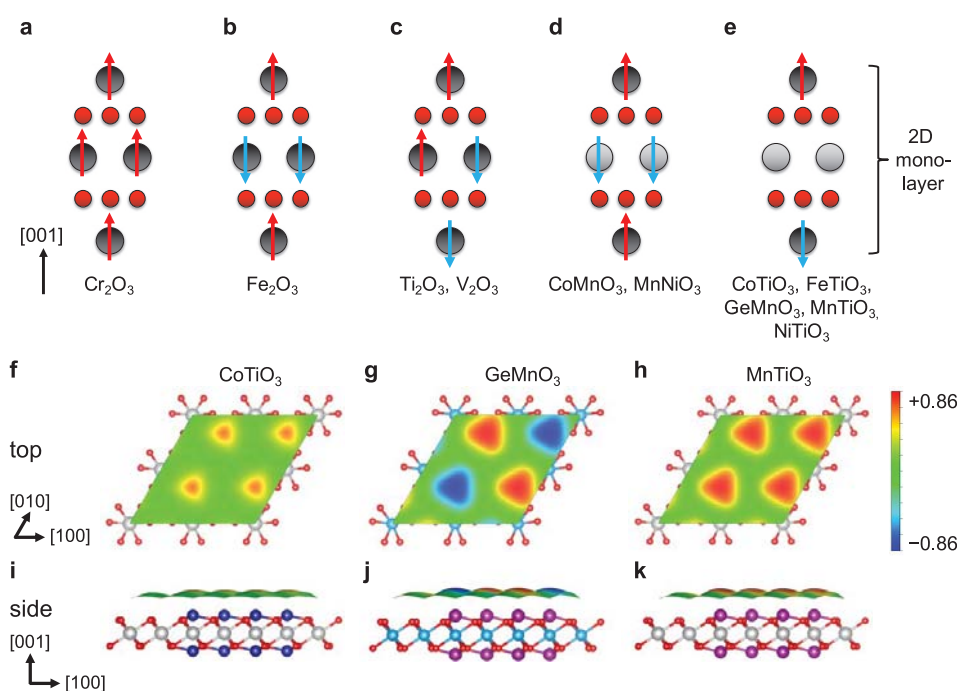 a b c d e
2D
mono-
layer
[001]
Cr₂O₃ Fe₂O₃ Ti₂O₃, V₂O₃ CoMnO₃, MnNiO₃ CoTiO₃, FeTiO₃,
GeMnO₃, MnTiO₃,
NiTiO₃
f CoTiO₃ g GeMnO₃ h MnTiO₃
+0.86
top
[010]
[100]
−0.86
i j k
side
[001]
[100]